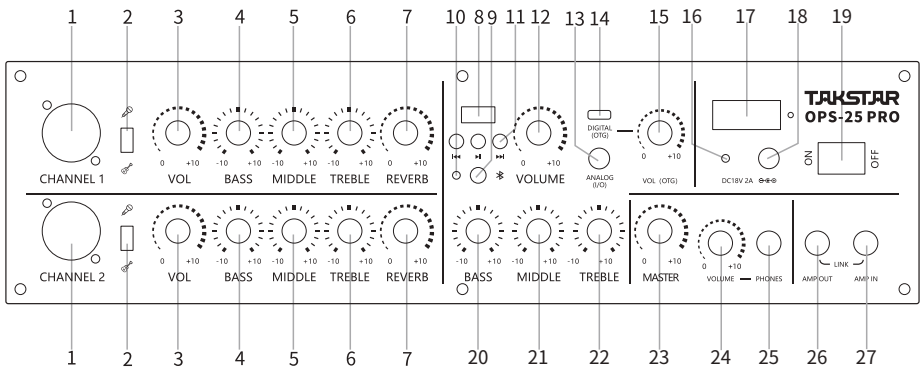 1 2 3 4 5 6 7 10 8 9 11 12 13 14 15 16 17 18 19
TAKSTAR
OPS-25 PRO
DIGITAL
(OTG)
ON OFF
0 +10 -10 +10 -10 +10 -10 +10 0 +10 0 +10 0 +10
CHANNEL 1 VOL BASS MIDDLE TREBLE REVERB VOLUME ANALOG
(I/O) VOL (OTG) DC18V 2A
0 +10 -10 +10 -10 +10 -10 +10 0 +10 -10 +10 -10 +10 -10 +10 0 +10 0 +10
LINK
CHANNEL 2 VOL BASS MIDDLE TREBLE REVERB BASS MIDDLE TREBLE MASTER VOLUME PHONES AMP OUT AMP IN
1 2 3 4 5 6 7 20 21 22 23 24 25 26 27